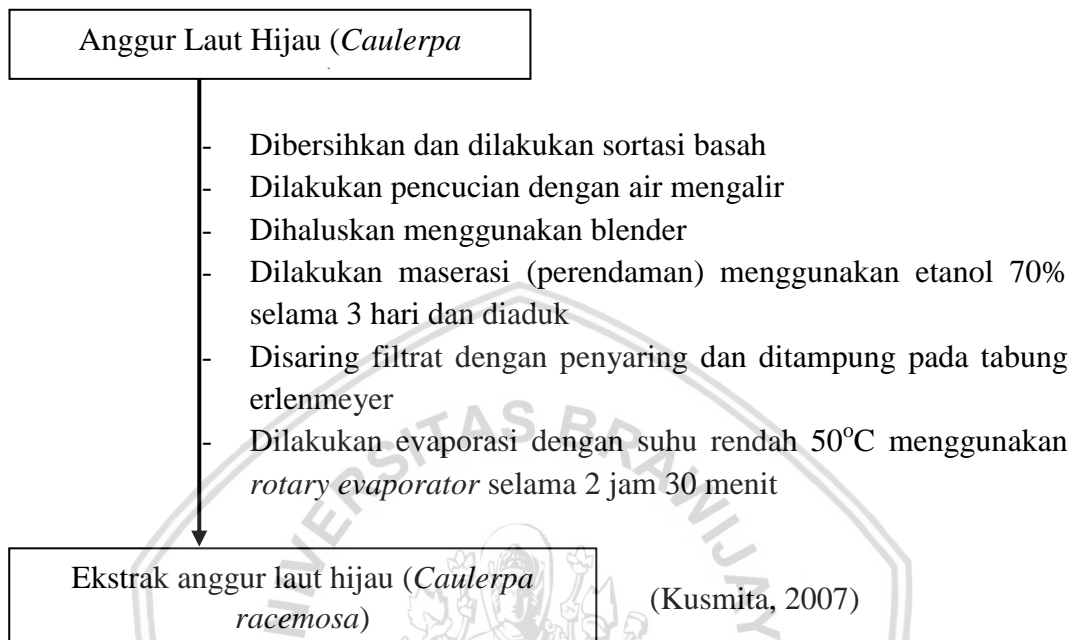 Anggur Laut Hijau (Caulerpa
- Dibersihkan dan dilakukan sortasi basah
- Dilakukan pencucian dengan air mengalir
- Dihaluskan menggunakan blender
- Dilakukan maserasi (perendaman) menggunakan etanol 70%
selama 3 hari dan diaduk
- Disaring filtrat dengan penyaring dan ditampung pada tabung
erlenmeyer
- Dilakukan evaporasi dengan suhu rendah 50°C menggunakan
rotary evaporator selama 2 jam 30 menit
Ekstrak anggur laut hijau (Caulerpa
racemosa)
(Kusmita, 2007)